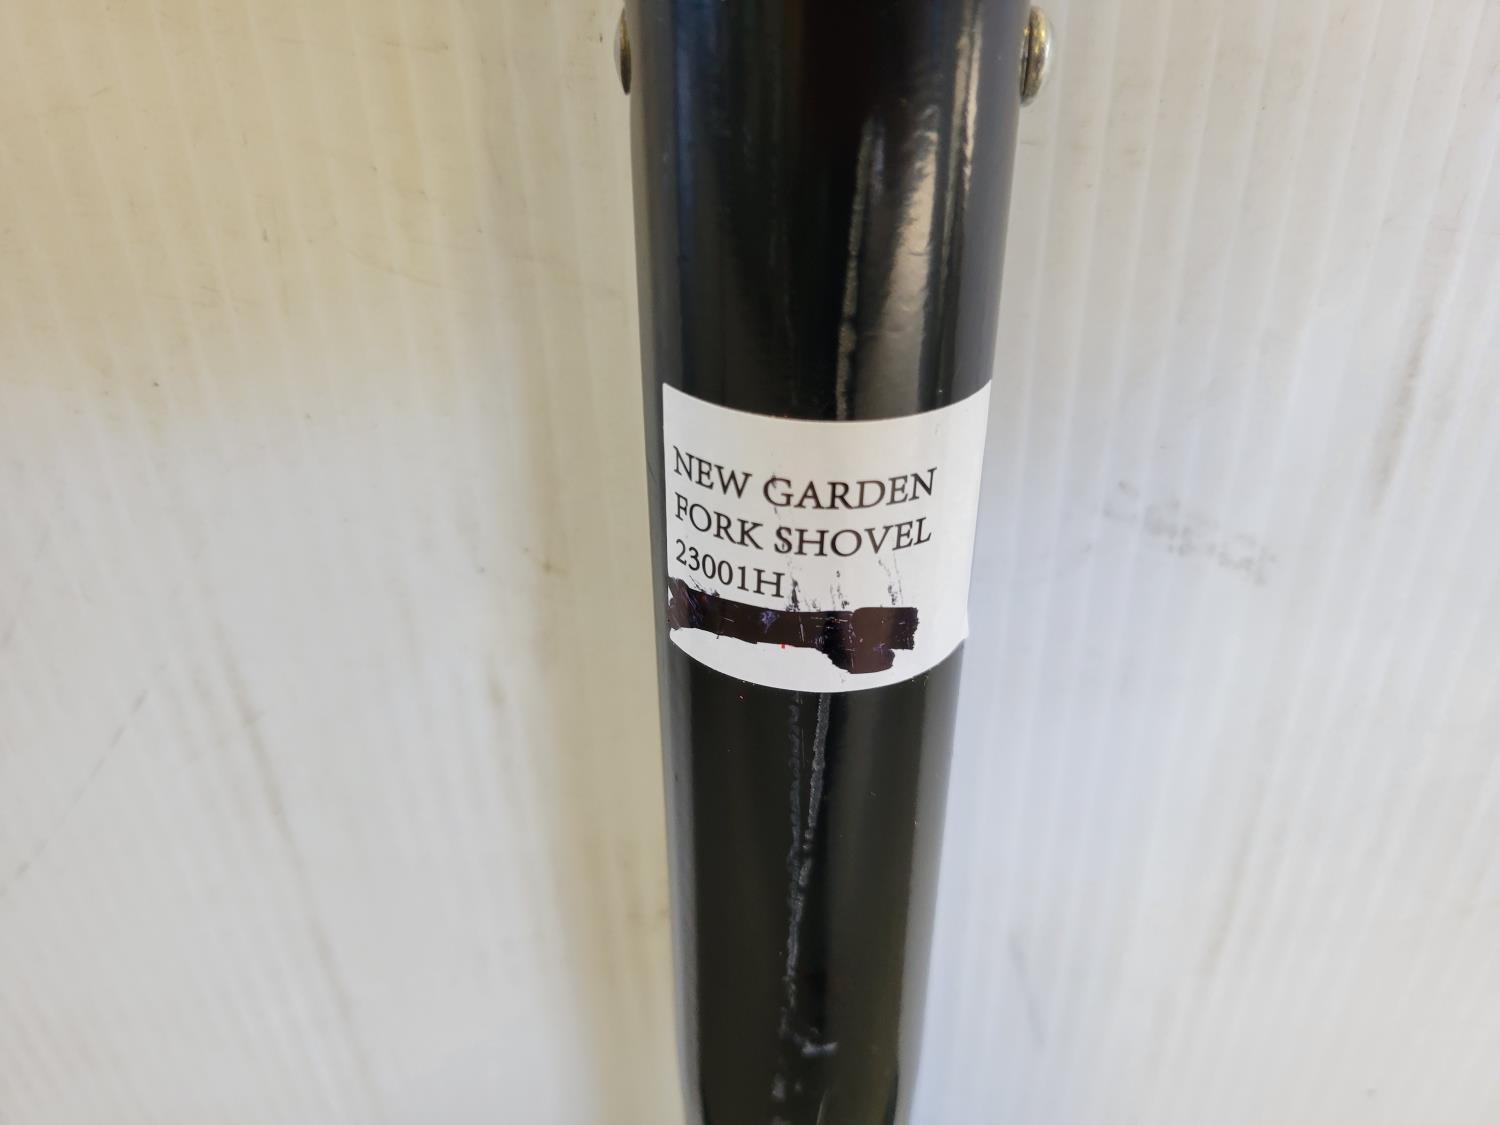 NEW GARDEN
FORK SHOVEL
23001H